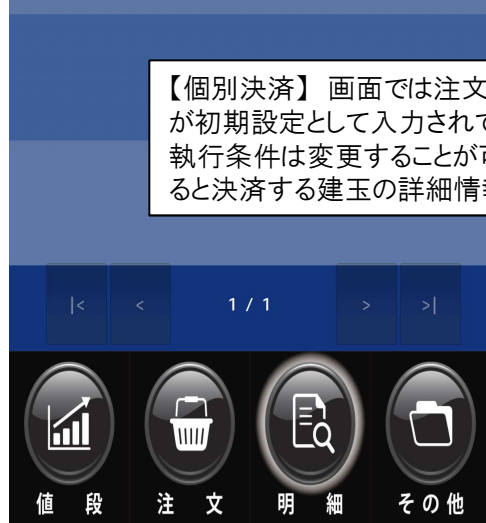 【個別決済】 画面では注文
が初期設定として入力されて
執行条件は変更することが
ると決済する建玉の詳細情
|< < 1 / 1 > >|
値 段 注 文 明 細 その他